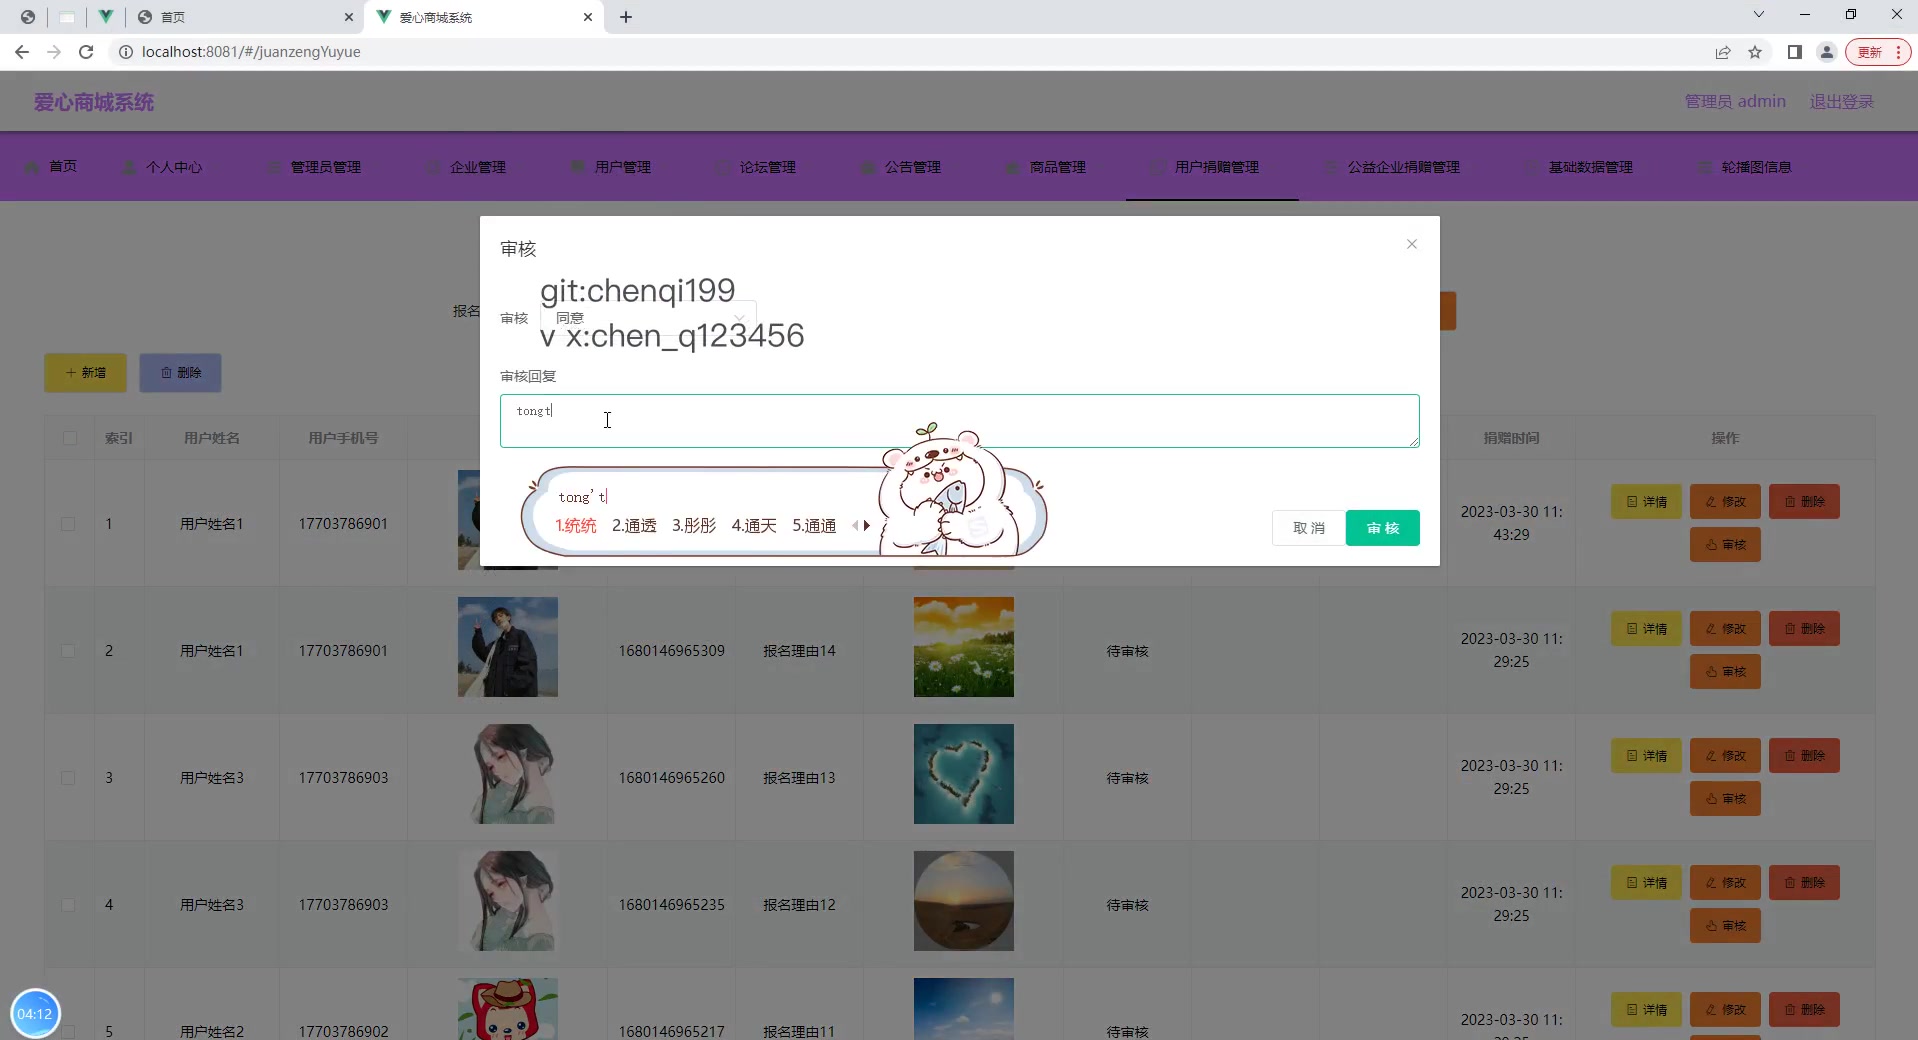 首页
爱心商城系统
localhost:8081/#/juanzengYuyue
更新
爱心商城系统
管理员 admin
退出登录
首页
个人中心
管理员管理
企业管理
用户管理
论坛管理
公告管理
商品管理
用户捐赠管理
公益企业捐赠管理
基础数据管理
轮播图信息
审核
git:chenqi199
报名
审核
同意
v x:chen_q123456
新增
删除
审核回复
tongt
索引
用户姓名
用户手机号
捐赠时间
操作
tong't
1.统统 2.通透 3.彤彤 4.通天 5.通通
取 消
审 核
1
用户姓名1
17703786901
2023-03-30 11:
43:29
详情
修改
删除
审核
2
用户姓名1
17703786901
1680146965309
报名理由14
待审核
2023-03-30 11:
29:25
详情
修改
删除
审核
3
用户姓名3
17703786903
1680146965260
报名理由13
待审核
2023-03-30 11:
29:25
详情
修改
删除
审核
4
用户姓名3
17703786903
1680146965235
报名理由12
待审核
2023-03-30 11:
29:25
详情
修改
删除
审核
5
用户姓名2
17703786902
1680146965217
报名理由11
待审核
2023-03-30 11:
详情
修改
删除
04:12